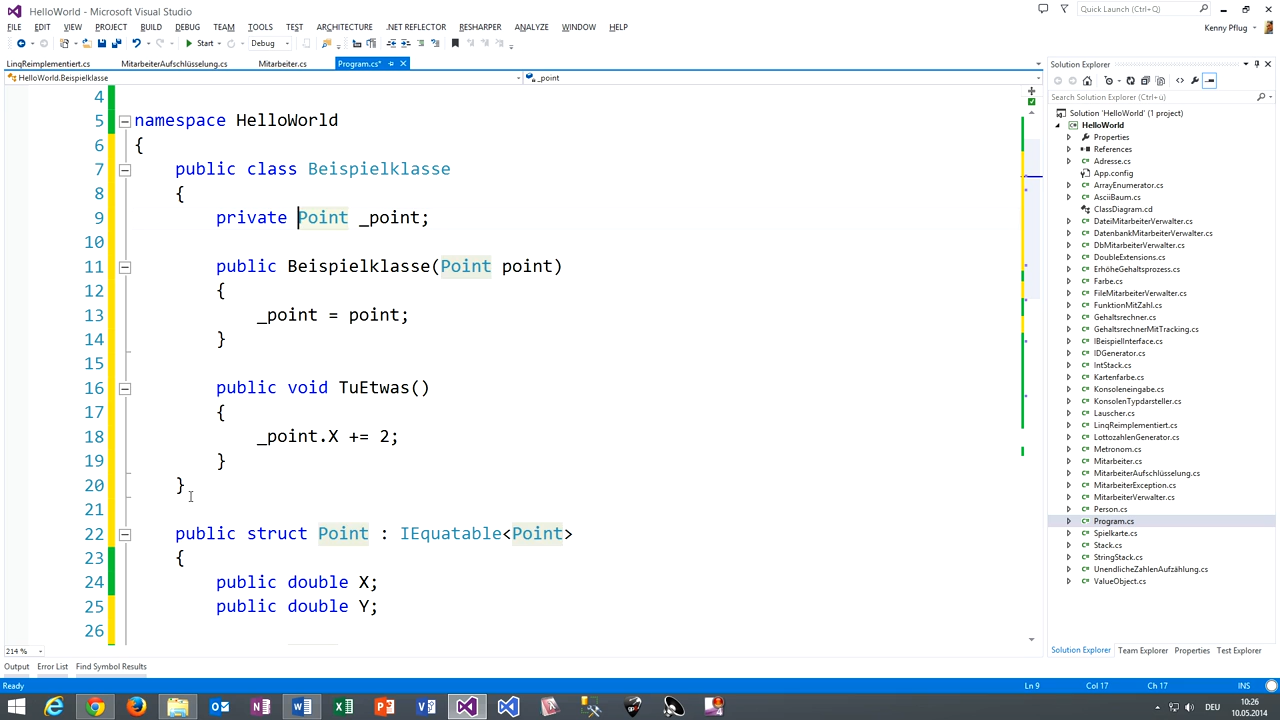 HelloWorld - Microsoft Visual Studio
Quick Launch (Ctrl+Q)
FILE EDIT VIEW PROJECT BUILD DEBUG TEAM TOOLS TEST ARCHITECTURE .NET REFLECTOR RESHARPER ANALYZE WINDOW HELP
Kenny Pflug
Start Debug
LinqReimplementiert.cs MitarbeiterAufschlüsselung.cs Mitarbeiter.cs Program.cs*
HelloWorld.Beispielklasse _point
4
5 namespace HelloWorld
6 {
7 public class Beispielklasse
8 {
9 private Point _point;
10
11 public Beispielklasse(Point point)
12 {
13 _point = point;
14 }
15
16 public void TuEtwas()
17 {
18 _point.X += 2;
19 }
20 }
21
22 public struct Point : IEquatable<Point>
23 {
24 public double X;
25 public double Y;
26
214 %
Solution Explorer
Search Solution Explorer (Ctrl+ü)
Solution 'HelloWorld' (1 project)
HelloWorld
Properties
References
Adresse.cs
App.config
ArrayEnumerator.cs
AsciiBaum.cs
ClassDiagram.cd
DateiMitarbeiterVerwalter.cs
DatenbankMitarbeiterVerwalter.cs
DbMitarbeiterVerwalter.cs
DoubleExtensions.cs
ErhöheGehaltsprozess.cs
Farbe.cs
FileMitarbeiterVerwalter.cs
FunktionMitZahl.cs
Gehaltsrechner.cs
GehaltsrechnerMitTracking.cs
IBeispielInterface.cs
IDGenerator.cs
IntStack.cs
Kartenfarbe.cs
Konsoleneingabe.cs
KonsolenTypdarsteller.cs
Lauscher.cs
LinqReimplementiert.cs
LottozahlenGenerator.cs
Metronom.cs
Mitarbeiter.cs
MitarbeiterAufschlüsselung.cs
MitarbeiterException.cs
MitarbeiterVerwalter.cs
Person.cs
Program.cs
Spielkarte.cs
Stack.cs
StringStack.cs
UnendlicheZahlenAufzählung.cs
ValueObject.cs
Solution Explorer Team Explorer Properties Test Explorer
Output Error List Find Symbol Results
Ready Ln 9 Col 17 Ch 17 INS
DEU
10:26
10.05.2014